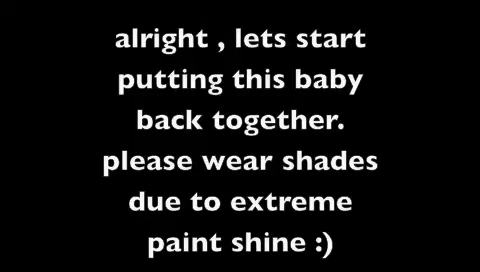 alright , lets start
putting this baby
back together.
please wear shades
due to extreme
paint shine :)